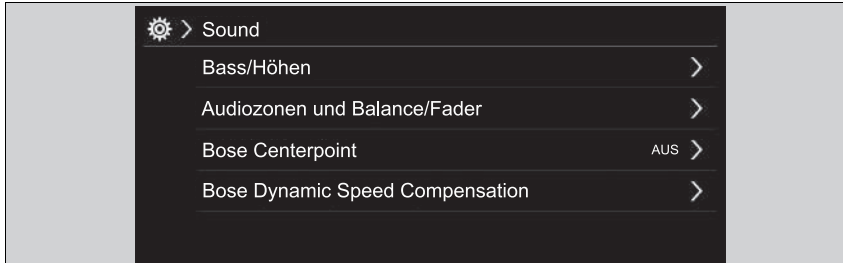 Sound
Bass/Höhen
Audiozonen und Balance/Fader
Bose Centerpoint AUS
Bose Dynamic Speed Compensation